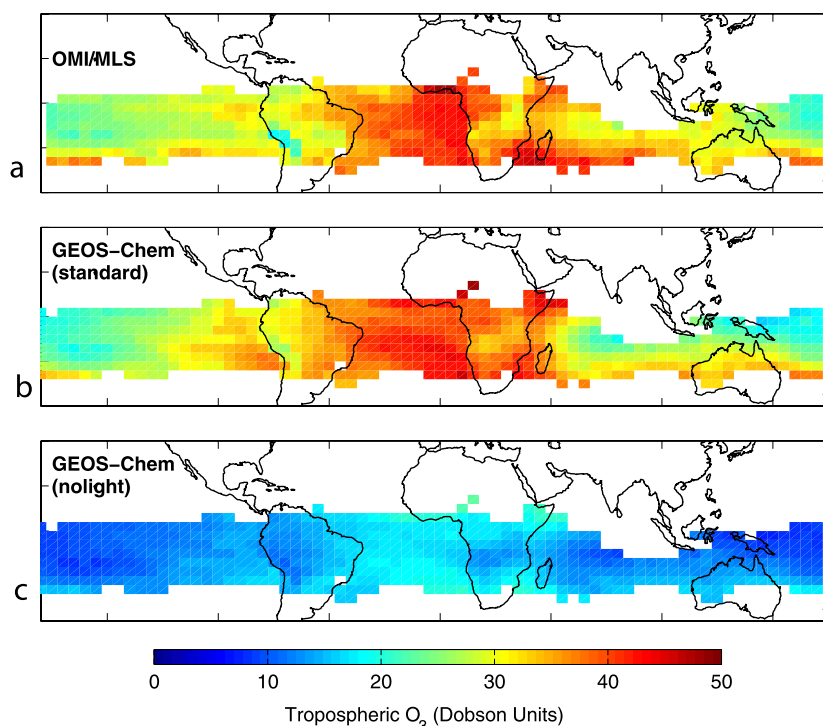 OMI/MLS
a
GEOS-Chem
(standard)
b
GEOS-Chem
(nolight)
c
0 10 20 30 40 50
Tropospheric O₃ (Dobson Units)